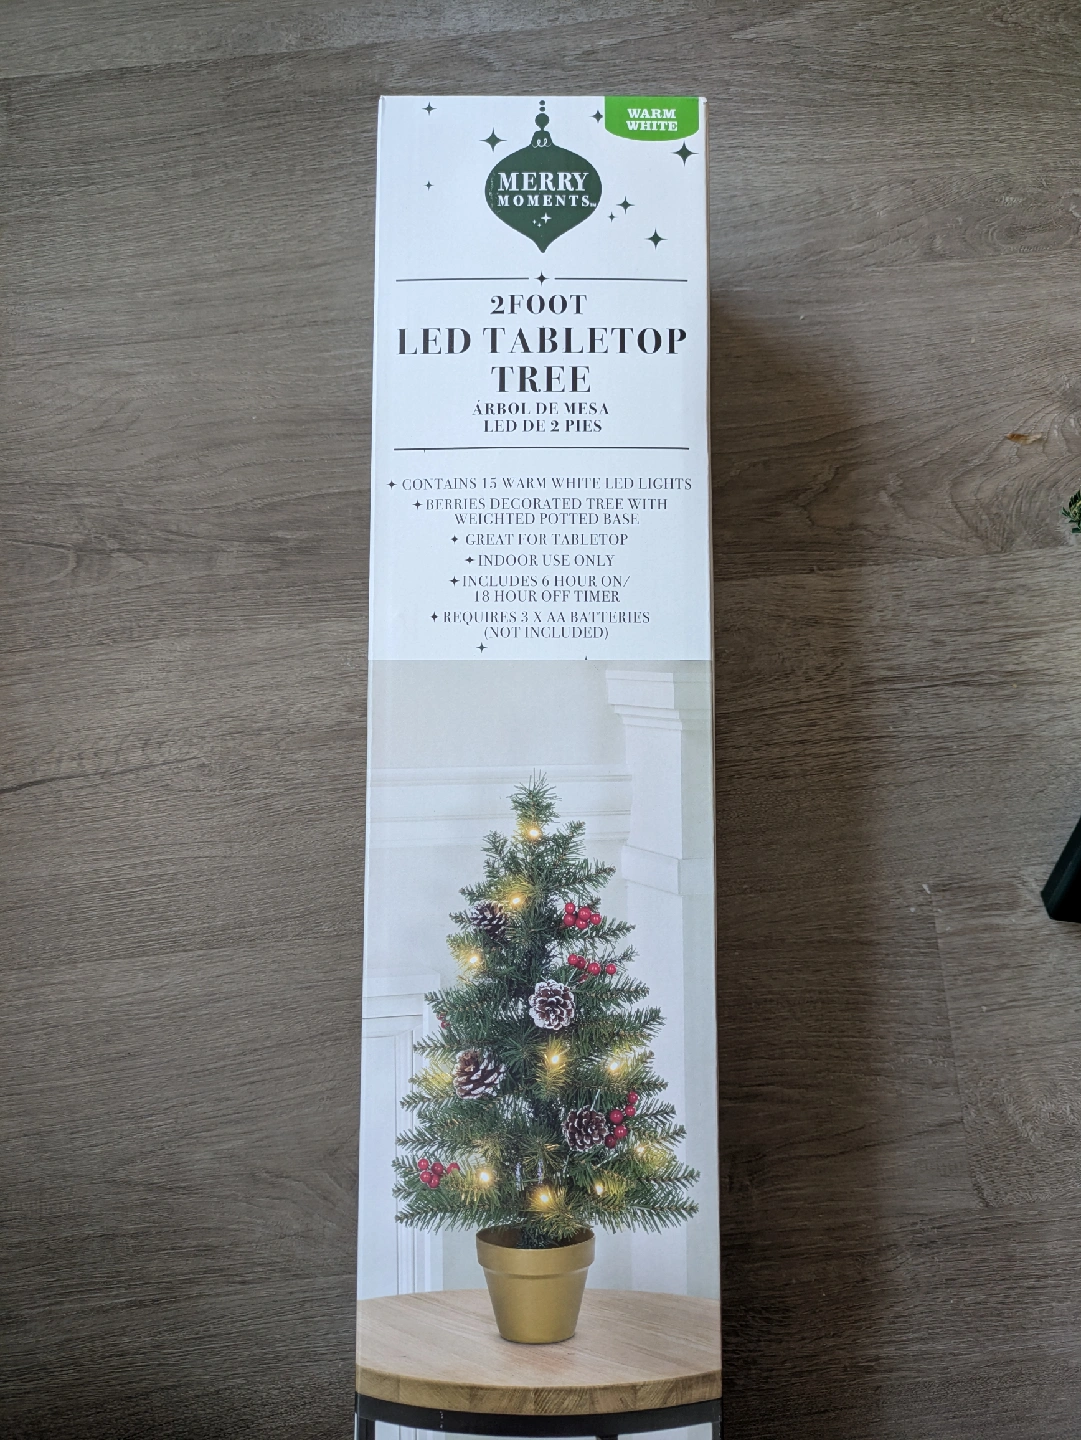 WARM
WHITE
MERRY
MOMENTS™
2FOOT
LED TABLETOP
TREE
ÁRBOL DE MESA
LED DE 2 PIES
CONTAINS 15 WARM WHITE LED LIGHTS
BERRIES DECORATED TREE WITH
WEIGHTED POTTED BASE
GREAT FOR TABLETOP
INDOOR USE ONLY
INCLUDES 6 HOUR ON/
18 HOUR OFF TIMER
REQUIRES 3 X AA BATTERIES
(NOT INCLUDED)